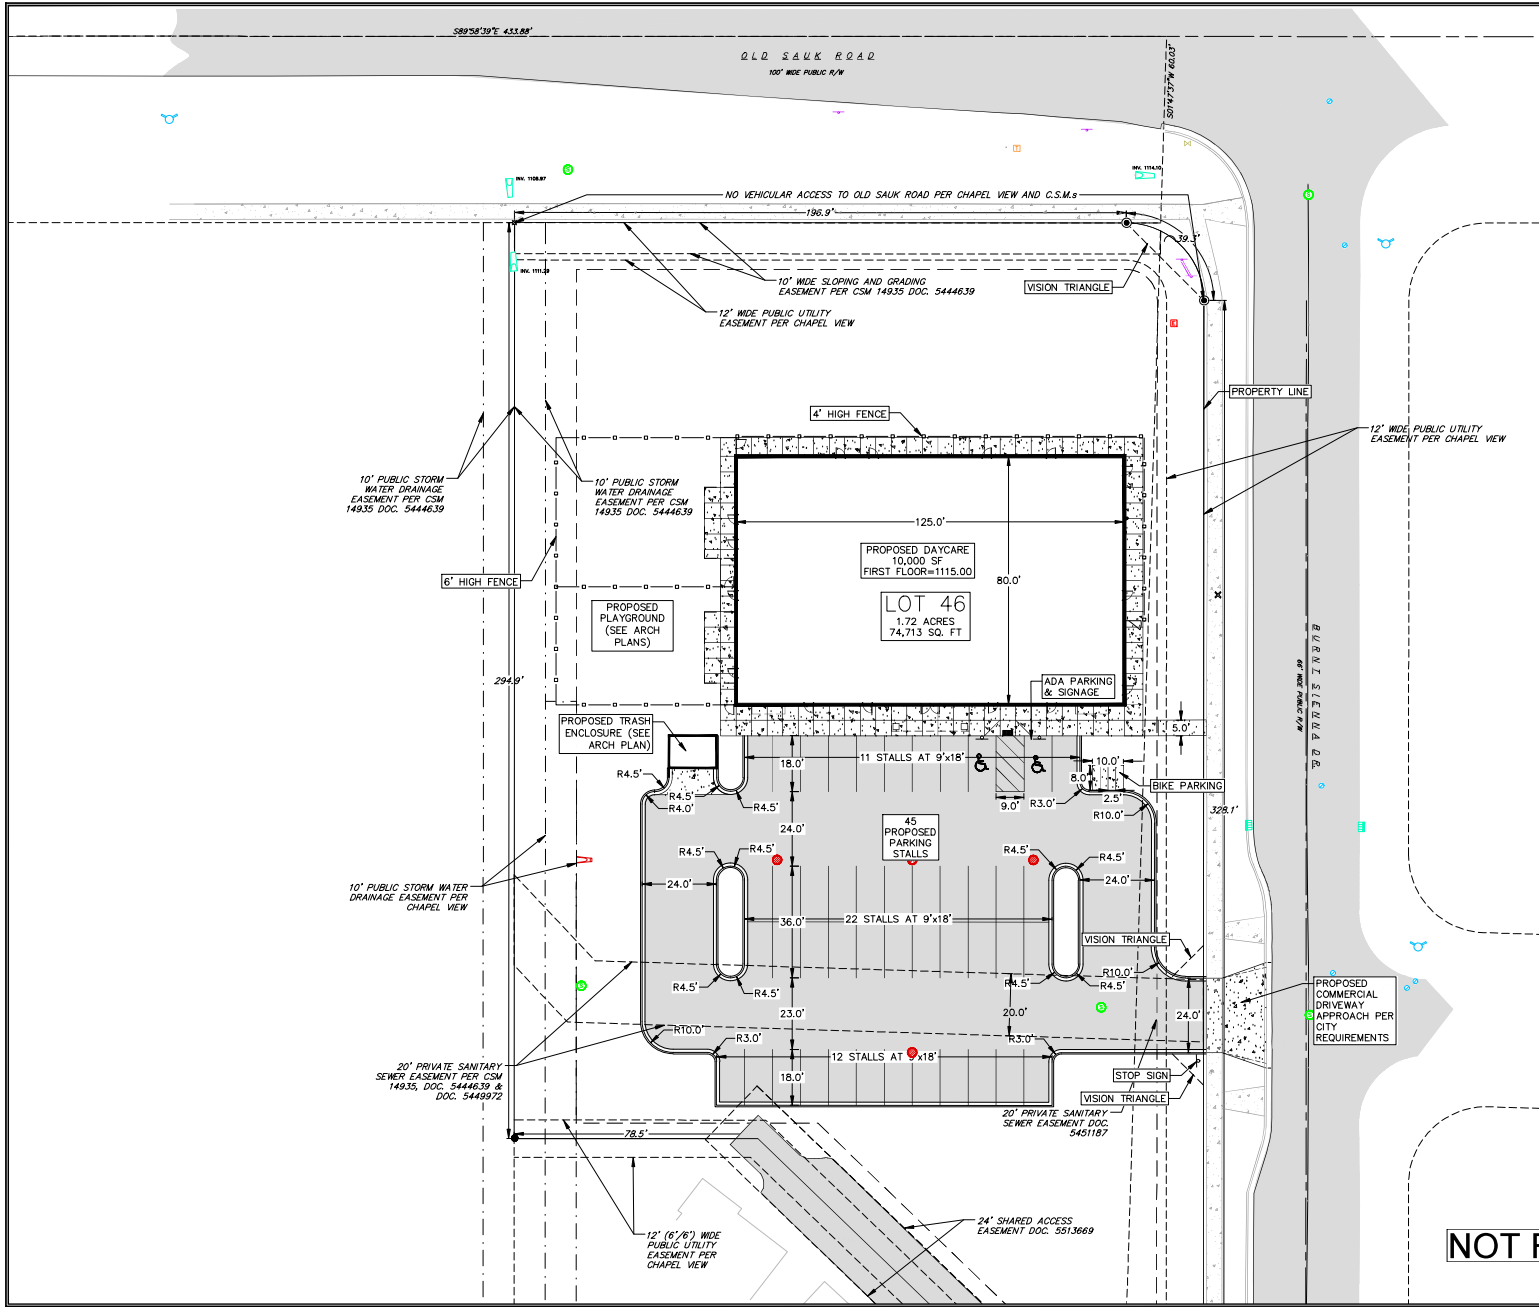 S89°58'39"E 433.88'
OLD SAUK ROAD
100' WIDE PUBLIC R/W
S01°47'37"W 60.03'
T
S
S
INV. 1108.97
INV. 1114.10
NO VEHICULAR ACCESS TO OLD SAUK ROAD PER CHAPEL VIEW AND C.S.M.s
196.9'
39.3'
INV. 1111.29
10' WIDE SLOPING AND GRADING
EASEMENT PER CSM 14935 DOC. 5444639
VISION TRIANGLE
12' WIDE PUBLIC UTILITY
EASEMENT PER CHAPEL VIEW
E
PROPERTY LINE
4' HIGH FENCE
12' WIDE PUBLIC UTILITY
EASEMENT PER CHAPEL VIEW
10' PUBLIC STORM
WATER DRAINAGE
EASEMENT PER CSM
14935 DOC. 5444639
10' PUBLIC STORM
WATER DRAINAGE
EASEMENT PER CSM
14935 DOC. 5444639
125.0'
PROPOSED DAYCARE
10,000 SF
FIRST FLOOR=1115.00
80.0'
6' HIGH FENCE
LOT 46
1.72 ACRES
74,713 SQ. FT
PROPOSED
PLAYGROUND
(SEE ARCH
PLANS)
BURNT SIENNA DR
66' WIDE PUBLIC R/W
294.9'
ADA PARKING
& SIGNAGE
PROPOSED TRASH
ENCLOSURE (SEE
ARCH PLAN)
5.0'
18.0'
11 STALLS AT 9'x18'
10.0'
8.0'
BIKE PARKING
R4.5'
R4.5'
R4.0'
R4.5'
9.0'
R3.0'
2.5'
R10.0'
328.1'
24.0'
45
PROPOSED
PARKING
STALLS
R4.5'
R4.5'
R4.5'
R4.5'
24.0'
24.0'
10' PUBLIC STORM WATER
DRAINAGE EASEMENT PER
CHAPEL VIEW
36.0'
22 STALLS AT 9'x18'
VISION TRIANGLE
R10.0'
R4.5'
R4.5'
R4.5'
R4.5'
S
S
S
23.0'
20.0'
24.0'
PROPOSED
COMMERCIAL
DRIVEWAY
APPROACH PER
CITY
REQUIREMENTS
R10.0'
R3.0'
R3.0'
12 STALLS AT 9'x18'
18.0'
20' PRIVATE SANITARY
SEWER EASEMENT PER CSM
14935, DOC. 5444639 &
DOC. 5449972
STOP SIGN
VISION TRIANGLE
20' PRIVATE SANITARY
SEWER EASEMENT DOC.
5451187
78.5'
24' SHARED ACCESS
EASEMENT DOC. 5513669
12' (6'/6') WIDE
PUBLIC UTILITY
EASEMENT PER
CHAPEL VIEW
NOT